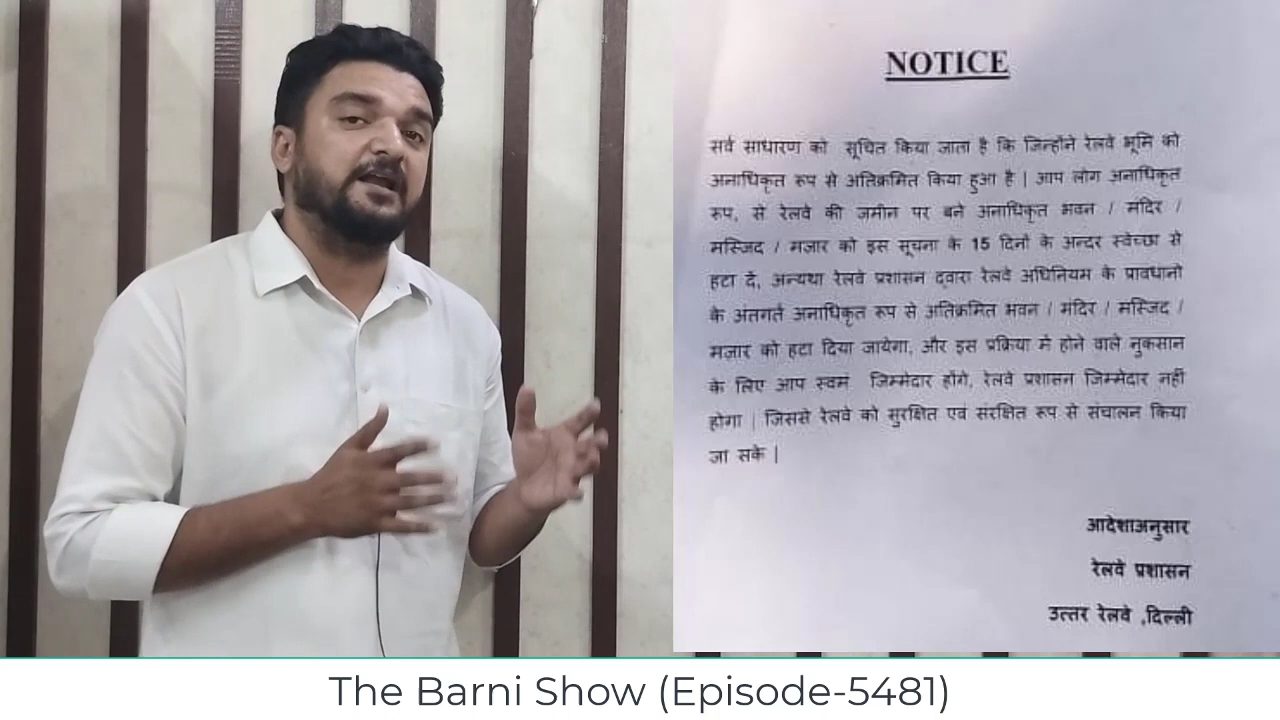 NOTICE
सर्व साधारण को सूचित किया जाता है कि जिन्होंने रेलवे भूमि को
अनाधिकृत रूप से अतिक्रमित किया हुआ है | आप लोग अनाधिकृत
रूप, से रेलवे की जमीन पर बने अनाधिकृत भवन / मंदिर /
मस्जिद / मजार को इस सूचना के 15 दिनों के अन्दर स्वेच्छा से
हटा दें, अन्यथा रेलवे प्रशासन द्वारा रेलवे अधिनियम के प्रावधानों
के अंतगर्त अनाधिकृत रूप से अतिक्रमित भवन / मंदिर / मस्जिद /
मजार को हटा दिया जायेगा, और इस प्रक्रिया में होने वाले नुकसान
के लिए आप स्वमं जिम्मेदार होंगे, रेलवे प्रशासन जिम्मेदार नहीं
होगा | जिससे रेलवे को सुरक्षित एवं संरक्षित रूप से संचालन किया
जा सके |
आदेशाअनुसार
रेलवे प्रशासन
उत्तर रेलवे ,दिल्ली
The Barni Show (Episode-5481)